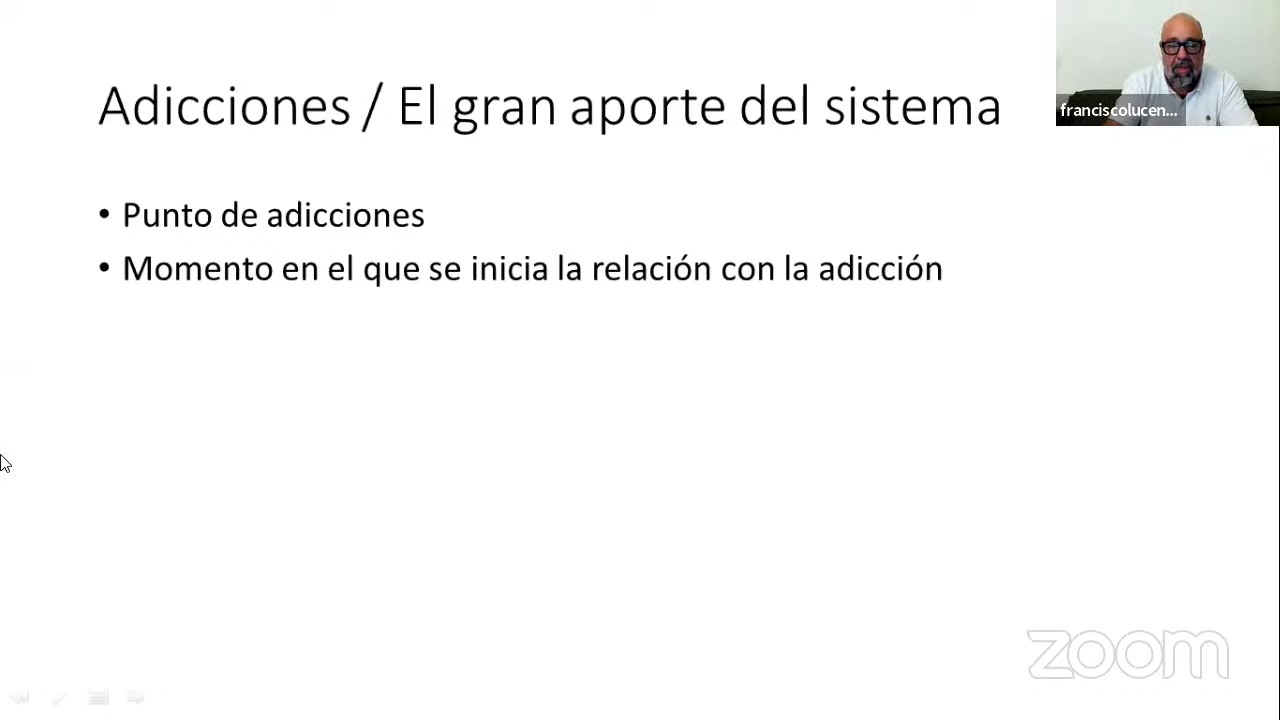 Adicciones / El gran aporte del sistema
franciscolucen...
• Punto de adicciones
• Momento en el que se inicia la relación con la adicción
zoom